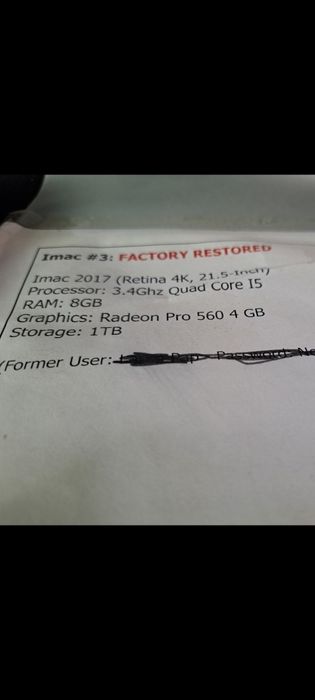 Imac #3: FACTORY RESTORED
Imac 2017 (Retina 4K, 21.5-Inch)
Processor: 3.4Ghz Quad Core I5
RAM: 8GB
Graphics: Radeon Pro 560 4 GB
Storage: 1TB
(Former User: